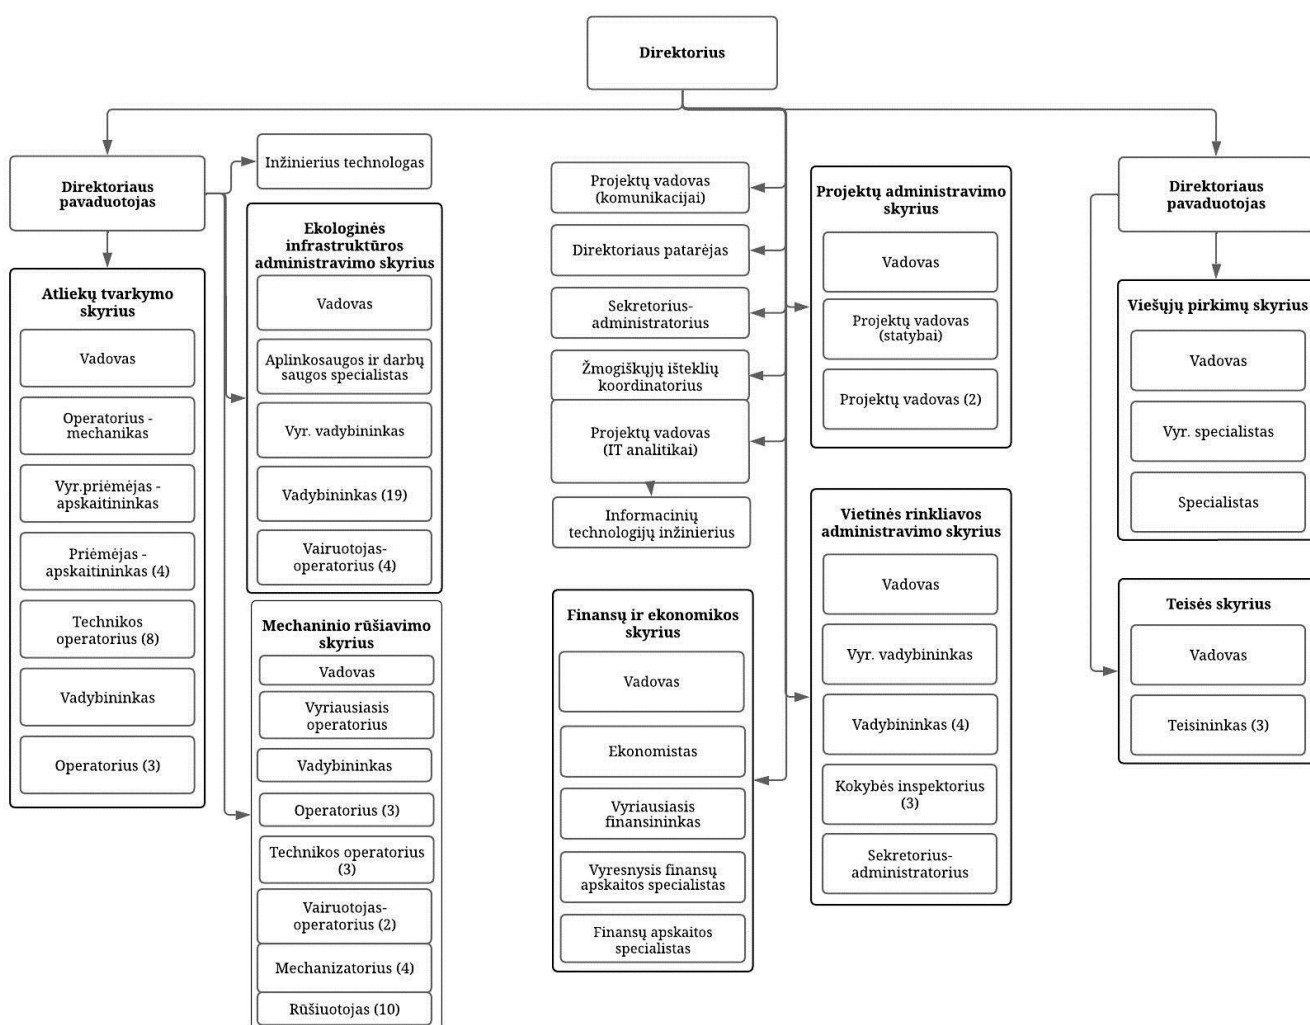 Direktorius
Direktoriaus
pavaduotojas
Inžinierius technologas
Atliekų tvarkymo
skyrius
Vadovas
Operatorius -
mechanikas
Vyr.priėmėjas -
apskaitininkas
Priėmėjas -
apskaitininkas (4)
Technikos
operatorius (8)
Vadybininkas
Operatorius (3)
Ekologinės
infrastruktūros
administravimo skyrius
Vadovas
Aplinkosaugos ir darbų
saugos specialistas
Vyr. vadybininkas
Vadybininkas (19)
Vairuotojas-
operatorius (4)
Mechaninio rūšiavimo
skyrius
Vadovas
Vyriausiasis
operatorius
Vadybininkas
Operatorius (3)
Technikos operatorius
(3)
Vairuotojas-
operatorius (2)
Mechanizatorius (4)
Rūšiuotojas (10)
Projektų vadovas
(komunikacijai)
Direktoriaus patarėjas
Sekretorius-
administratorius
Žmogiškųjų išteklių
koordinatorius
Projektų vadovas
(IT analitikai)
Informacinių
technologijų inžinierius
Finansų ir ekonomikos
skyrius
Vadovas
Ekonomistas
Vyriausiasis
finansininkas
Vyresnysis finansų
apskaitos specialistas
Finansų apskaitos
specialistas
Projektų administravimo
skyrius
Vadovas
Projektų vadovas
(statybai)
Projektų vadovas (2)
Vietinės rinkliavos
administravimo skyrius
Vadovas
Vyr. vadybininkas
Vadybininkas (4)
Kokybės inspektorius
(3)
Sekretorius-
administratorius
Direktoriaus
pavaduotojas
Viešųjų pirkimų skyrius
Vadovas
Vyr. specialistas
Specialistas
Teisės skyrius
Vadovas
Teisininkas (3)